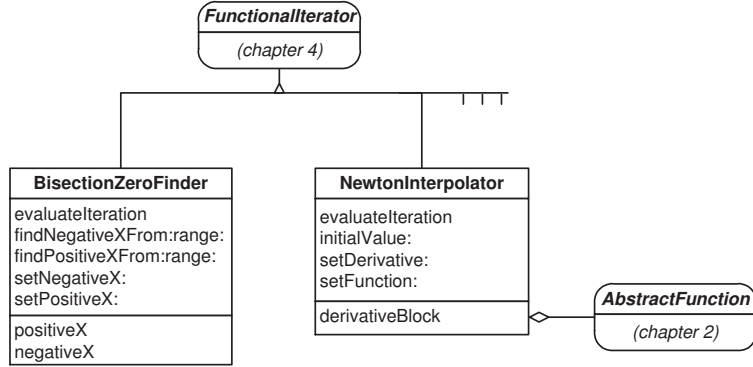 FunctionalIterator
(chapter 4)
BisectionZeroFinder
evaluateIteration
findNegativeXFrom:range:
findPositiveXFrom:range:
setNegativeX:
setPositiveX:
positiveX
negativeX
NewtonInterpolator
evaluateIteration
initialValue:
setDerivative:
setFunction:
derivativeBlock
AbstractFunction
(chapter 2)